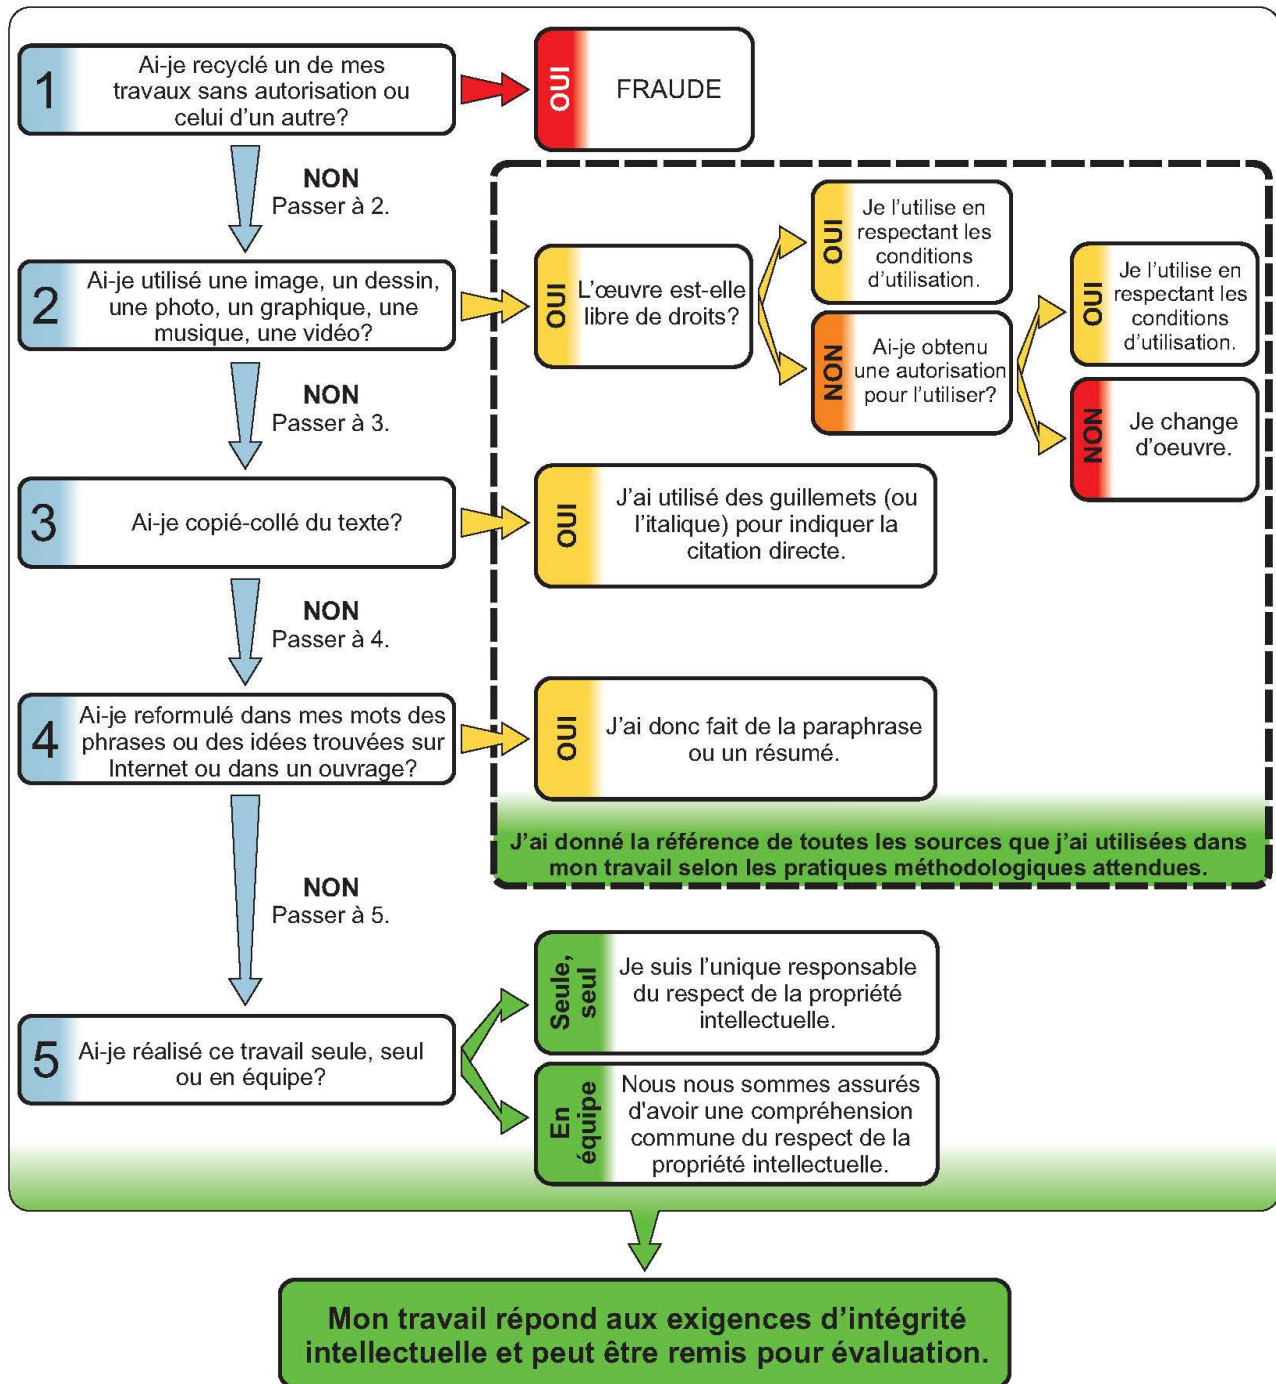 1
Ai-je recyclé un de mes
travaux sans autorisation ou
celui d’un autre?
OUI
FRAUDE
NON
Passer à 2.
2
Ai-je utilisé une image, un dessin,
une photo, un graphique, une
musique, une vidéo?
OUI
L’œuvre est-elle
libre de droits?
OUI
Je l’utilise en
respectant les
conditions
d’utilisation.
NON
Ai-je obtenu
une autorisation
pour l’utiliser?
OUI
Je l’utilise en
respectant les
conditions
d’utilisation.
NON
Je change
d’oeuvre.
NON
Passer à 3.
3
Ai-je copié-collé du texte?
OUI
J’ai utilisé des guillemets (ou
l’italique) pour indiquer la
citation directe.
NON
Passer à 4.
4
Ai-je reformulé dans mes mots des
phrases ou des idées trouvées sur
Internet ou dans un ouvrage?
OUI
J’ai donc fait de la paraphrase
ou un résumé.
J’ai donné la référence de toutes les sources que j’ai utilisées dans
mon travail selon les pratiques méthodologiques attendues.
NON
Passer à 5.
5
Ai-je réalisé ce travail seule, seul
ou en équipe?
Seule,
seul
Je suis l’unique responsable
du respect de la propriété
intellectuelle.
En
équipe
Nous nous sommes assurés
d'avoir une compréhension
commune du respect de la
propriété intellectuelle.
Mon travail répond aux exigences d’intégrité
intellectuelle et peut être remis pour évaluation.